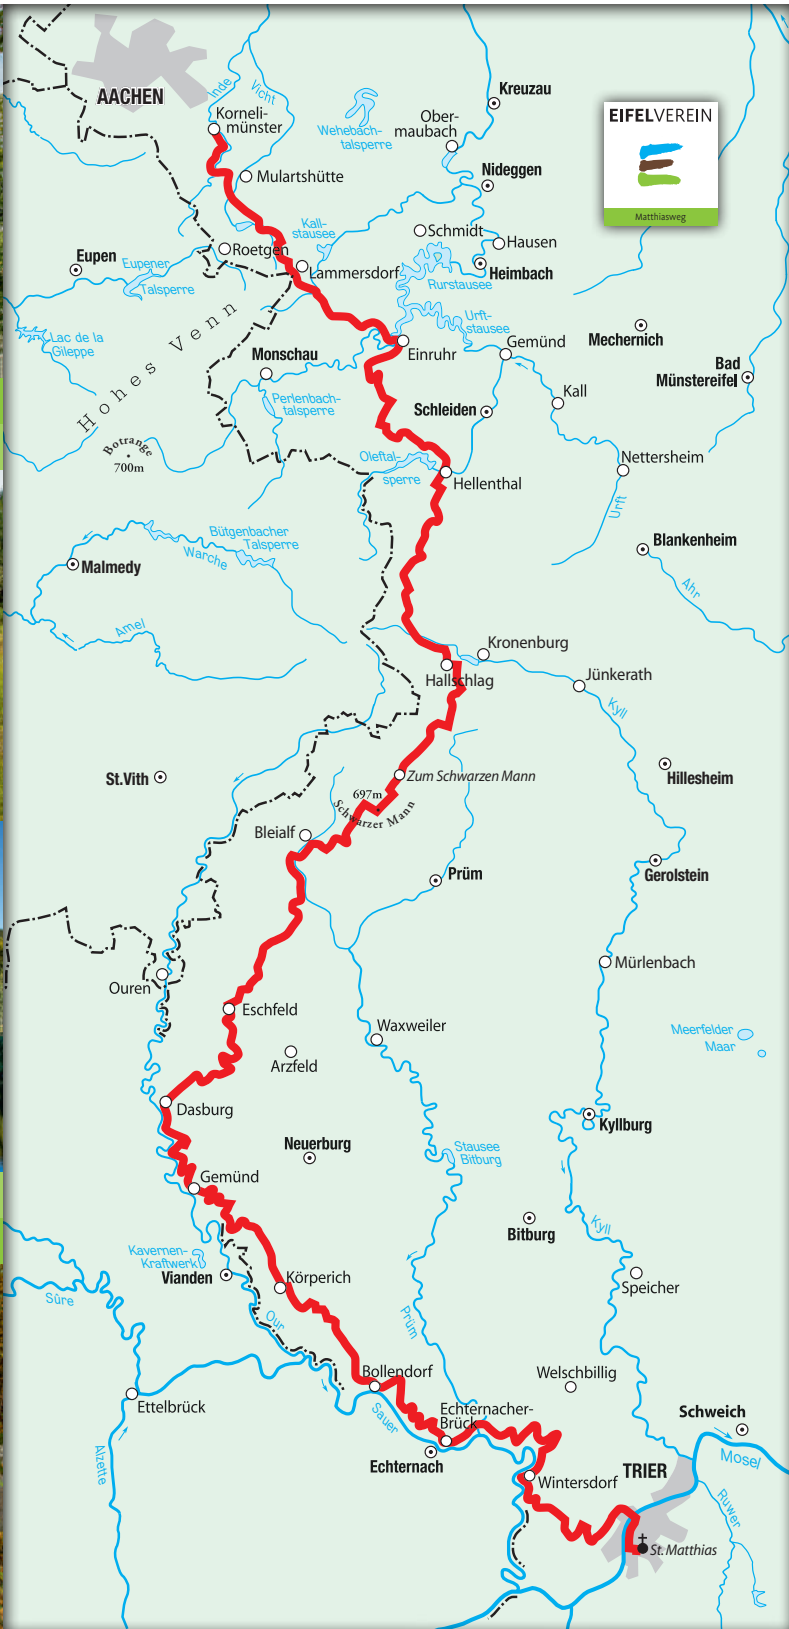 AACHEN
Inde
Vicht
Korneli-
münster
Mulartshütte
Wehebach-
talsperre
Ober-
maubach
Kreuzau
EIFELVEREIN
Matthiasweg
Nideggen
Schmidt
Hausen
Heimbach
Kall-
stausee
Roetgen
Lammersdorf
Rurstausee
Eupen
Eupener
Talsperre
Lac de la
Gileppe
Hohes Venn
Urft-
stausee
Einruhr
Gemünd
Mechernich
Bad
Münstereifel
Monschau
Perlenbach-
talsperre
Kall
Schleiden
Botrange
700m
Oleftal-
sperre
Hellenthal
Nettersheim
Urft
Bütgenbacher
Talsperre
Warche
Malmedy
Blankenheim
Ahr
Amel
Kronenburg
Hallschlag
Jünkerath
Kyll
St.Vith
Zum Schwarzen Mann
697m
Schwarzer Mann
Hillesheim
Bleialf
Prüm
Gerolstein
Ouren
Mürlenbach
Eschfeld
Waxweiler
Meerfelder
Maar
Arzfeld
Dasburg
Kyllburg
Neuerburg
Stausee
Bitburg
Gemünd
Bitburg
Kyll
Kavernen-
Kraftwerk
Vianden
Körperich
Speicher
Sûre
Our
Prüm
Bollendorf
Welschbillig
Ettelbrück
Sauer
Echternacher-
Brück
Schweich
Alzette
Echternach
Wintersdorf
TRIER
Mosel
Ruwer
St. Matthias